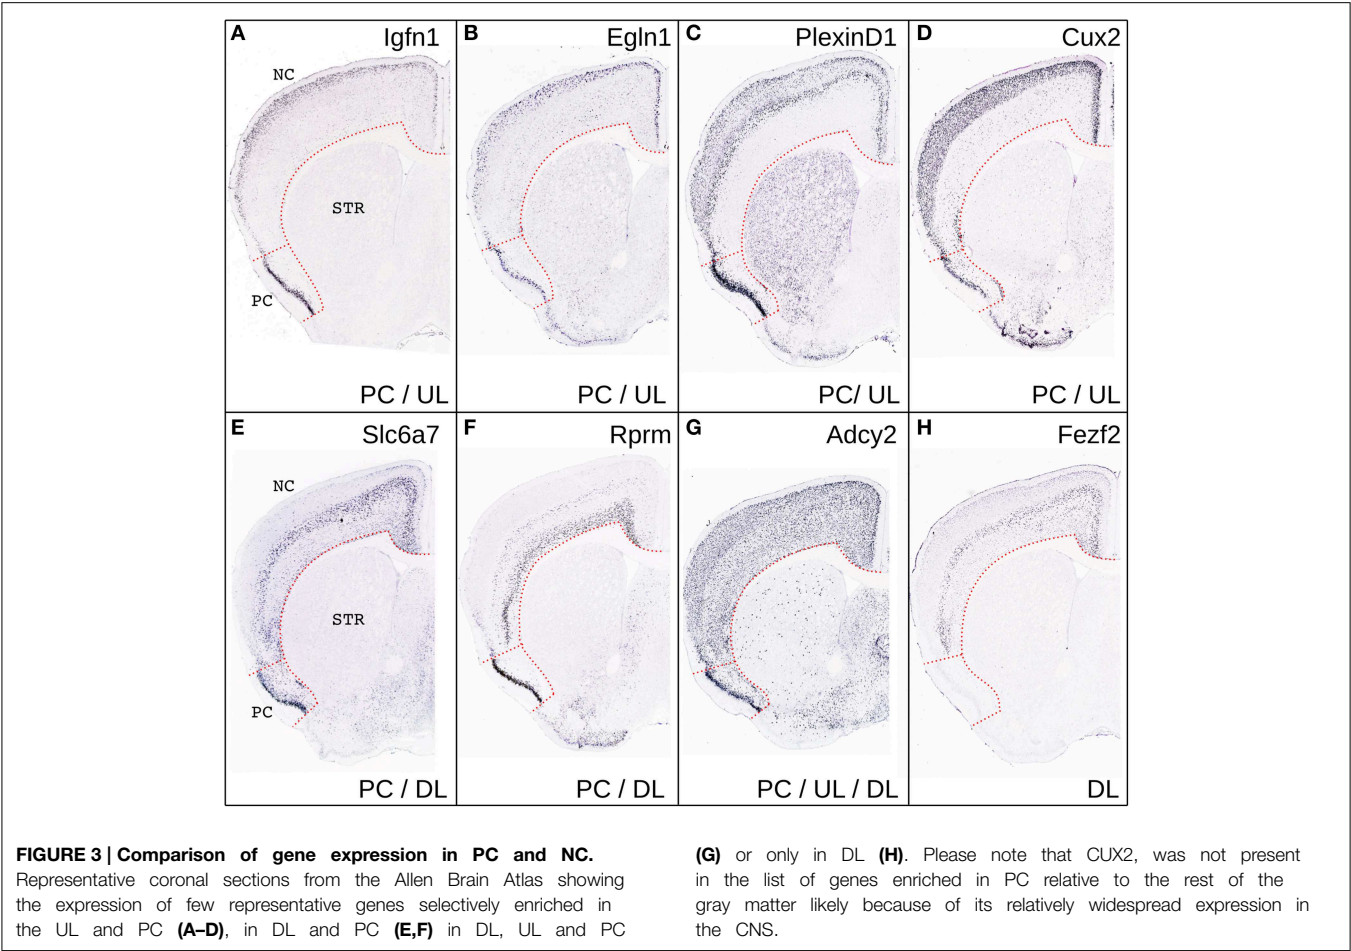 A
Igfn1
NC
STR
PC
PC / UL
B
Egln1
PC / UL
C
PlexinD1
PC/ UL
D
Cux2
PC / UL
E
Slc6a7
NC
STR
PC
PC / DL
F
Rprm
PC / DL
G
Adcy2
PC / UL / DL
H
Fezf2
DL
FIGURE 3 | Comparison of gene expression in PC and NC.
Representative coronal sections from the Allen Brain Atlas showing
the expression of few representative genes selectively enriched in
the UL and PC (A–D), in DL and PC (E,F) in DL, UL and PC
(G) or only in DL (H). Please note that CUX2, was not present
in the list of genes enriched in PC relative to the rest of the
gray matter likely because of its relatively widespread expression in
the CNS.